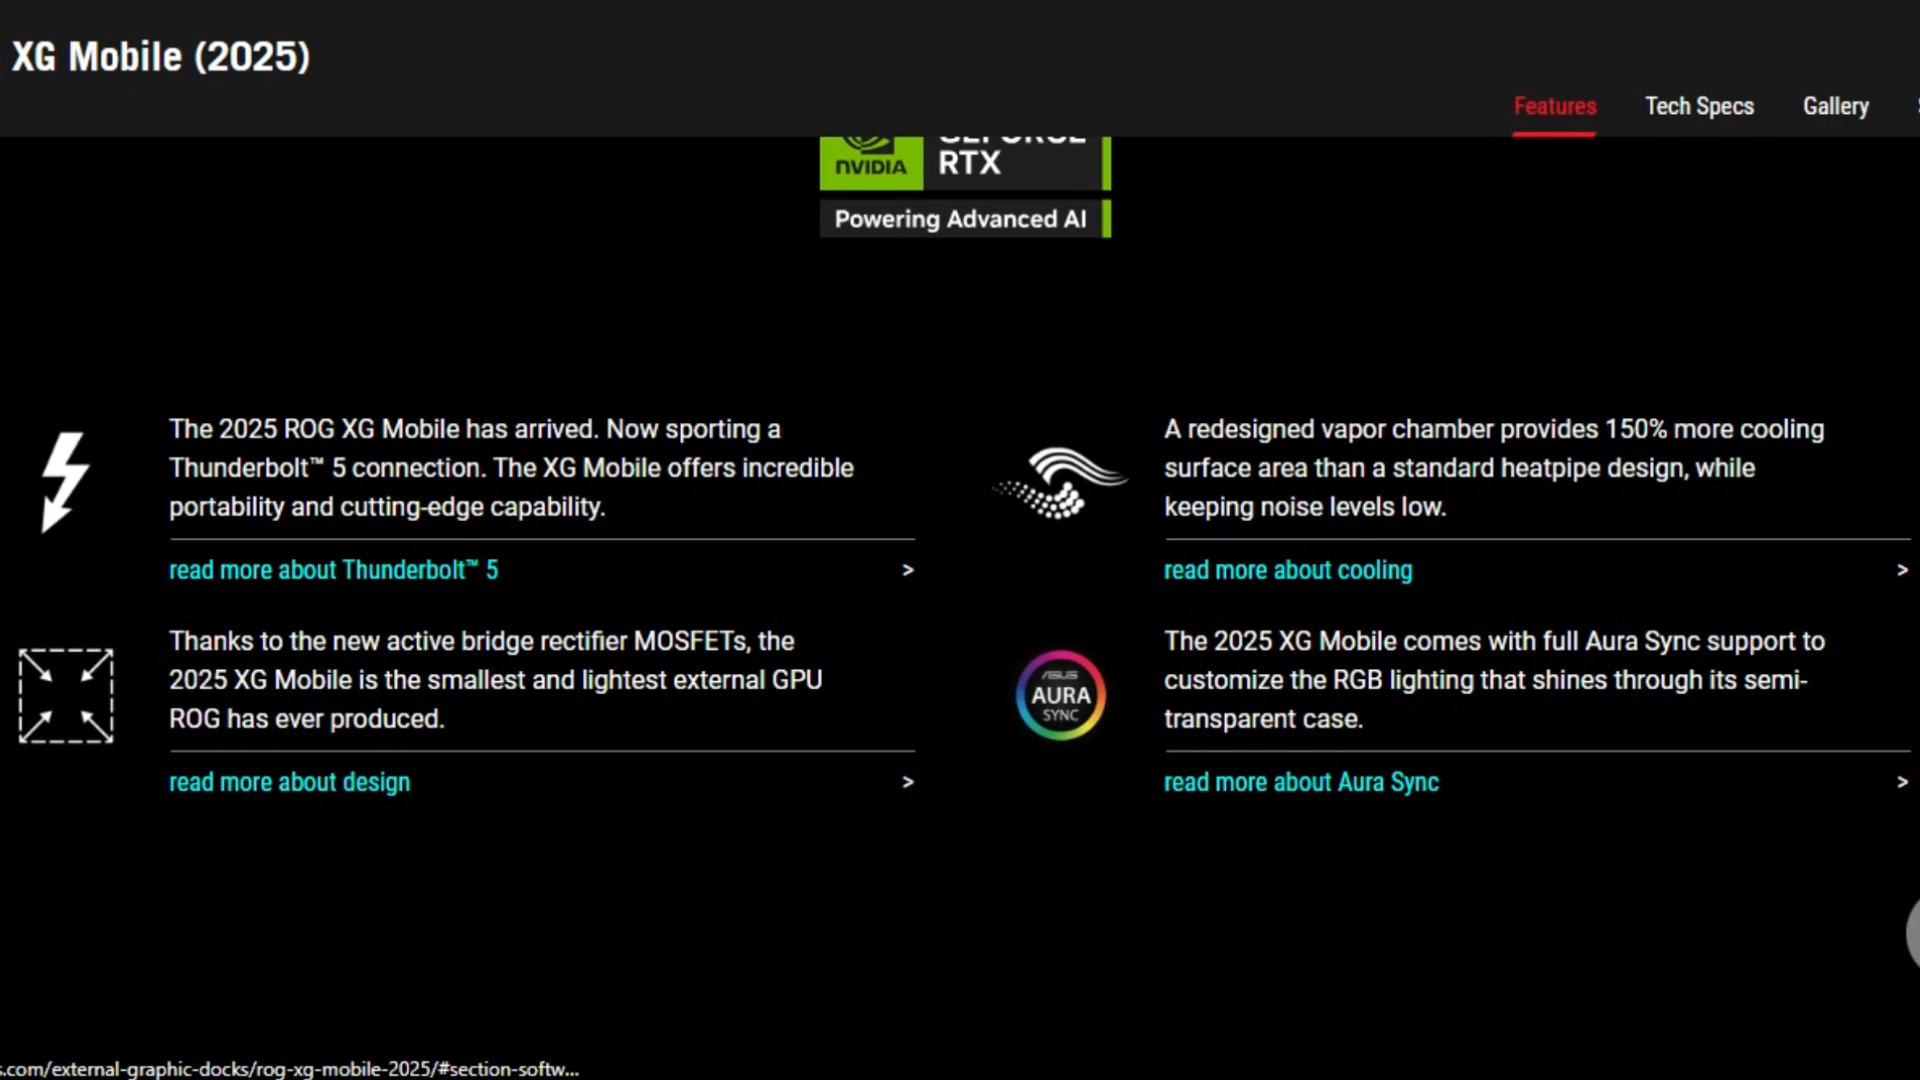 XG Mobile (2025)
Features
Tech Specs
Gallery
NVIDIA
GEFORCE
RTX
Powering Advanced AI
The 2025 ROG XG Mobile has arrived. Now sporting a
Thunderbolt™ 5 connection. The XG Mobile offers incredible
portability and cutting-edge capability.
read more about Thunderbolt™ 5 >
A redesigned vapor chamber provides 150% more cooling
surface area than a standard heatpipe design, while
keeping noise levels low.
read more about cooling >
Thanks to the new active bridge rectifier MOSFETs, the
2025 XG Mobile is the smallest and lightest external GPU
ROG has ever produced.
read more about design >
ASUS
AURA
SYNC
The 2025 XG Mobile comes with full Aura Sync support to
customize the RGB lighting that shines through its semi-
transparent case.
read more about Aura Sync >
s.com/external-graphic-docks/rog-xg-mobile-2025/#section-softw...